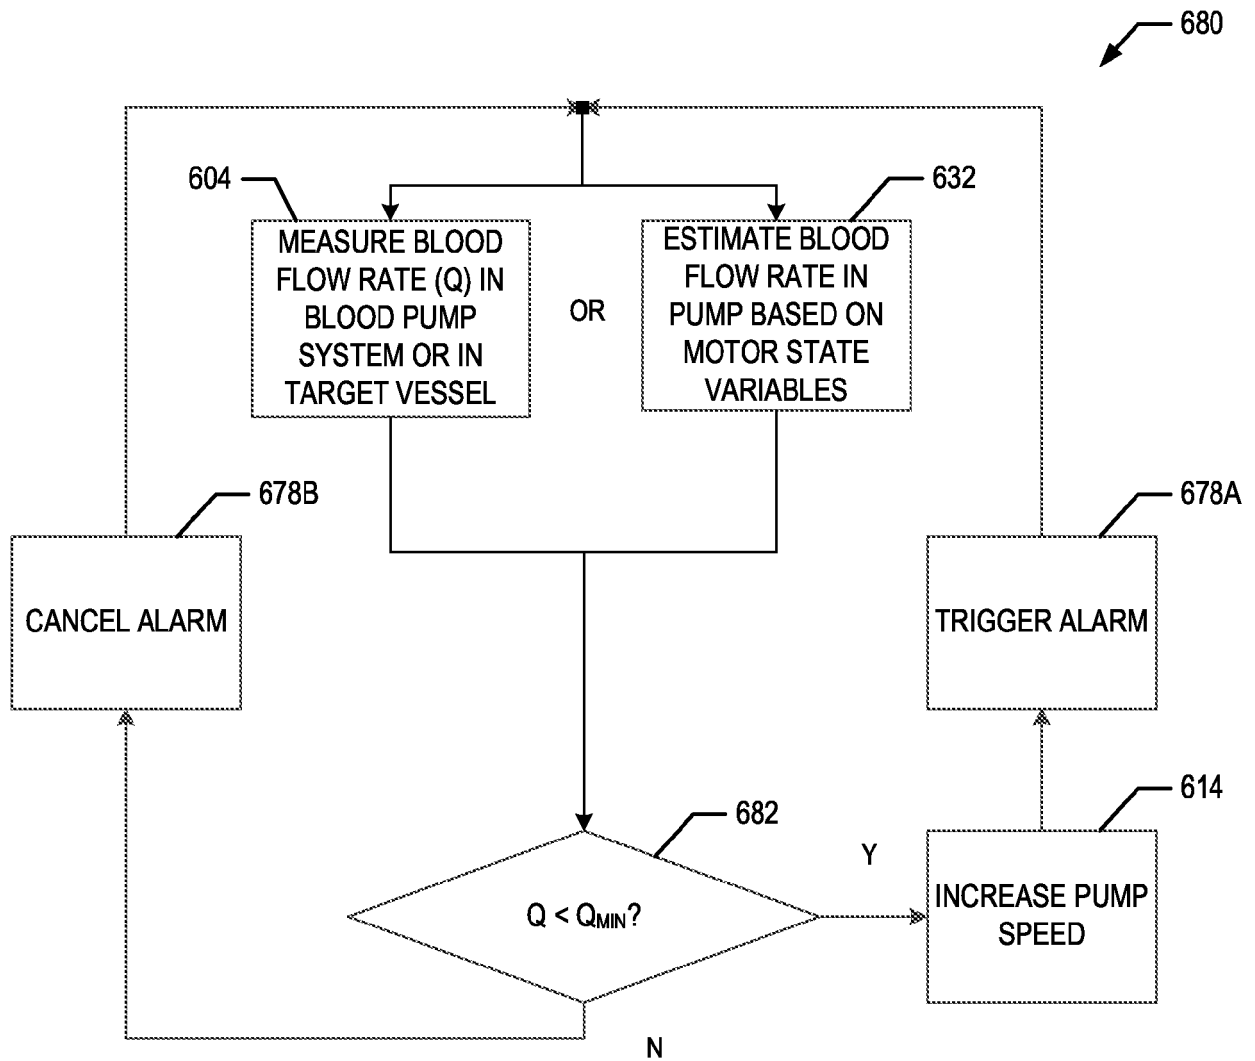 680
604
632
MEASURE BLOOD
FLOW RATE (Q) IN
BLOOD PUMP
SYSTEM OR IN
TARGET VESSEL
OR
ESTIMATE BLOOD
FLOW RATE IN
PUMP BASED ON
MOTOR STATE
VARIABLES
678B
678A
CANCEL ALARM
TRIGGER ALARM
682
614
Y
Q < QMIN?
INCREASE PUMP
SPEED
N